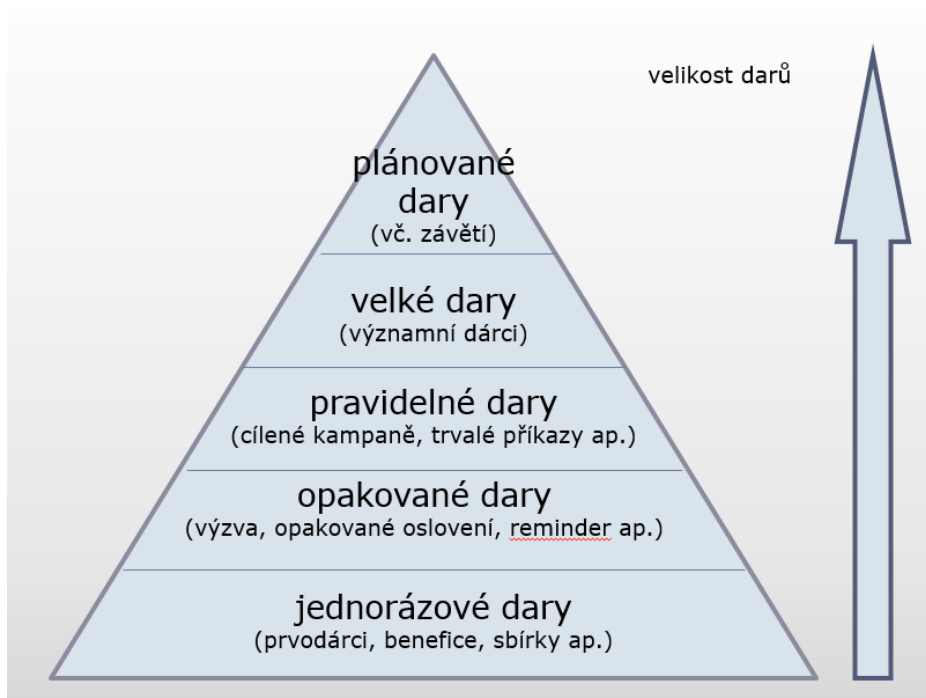 velikost darů
plánované
dary
(vč. závětí)
velké dary
(významní dárci)
pravidelné dary
(cílené kampaně, trvalé příkazy ap.)
opakované dary
(výzva, opakované oslovení, reminder ap.)
jednorázové dary
(prvodárci, benefice, sbírky ap.)